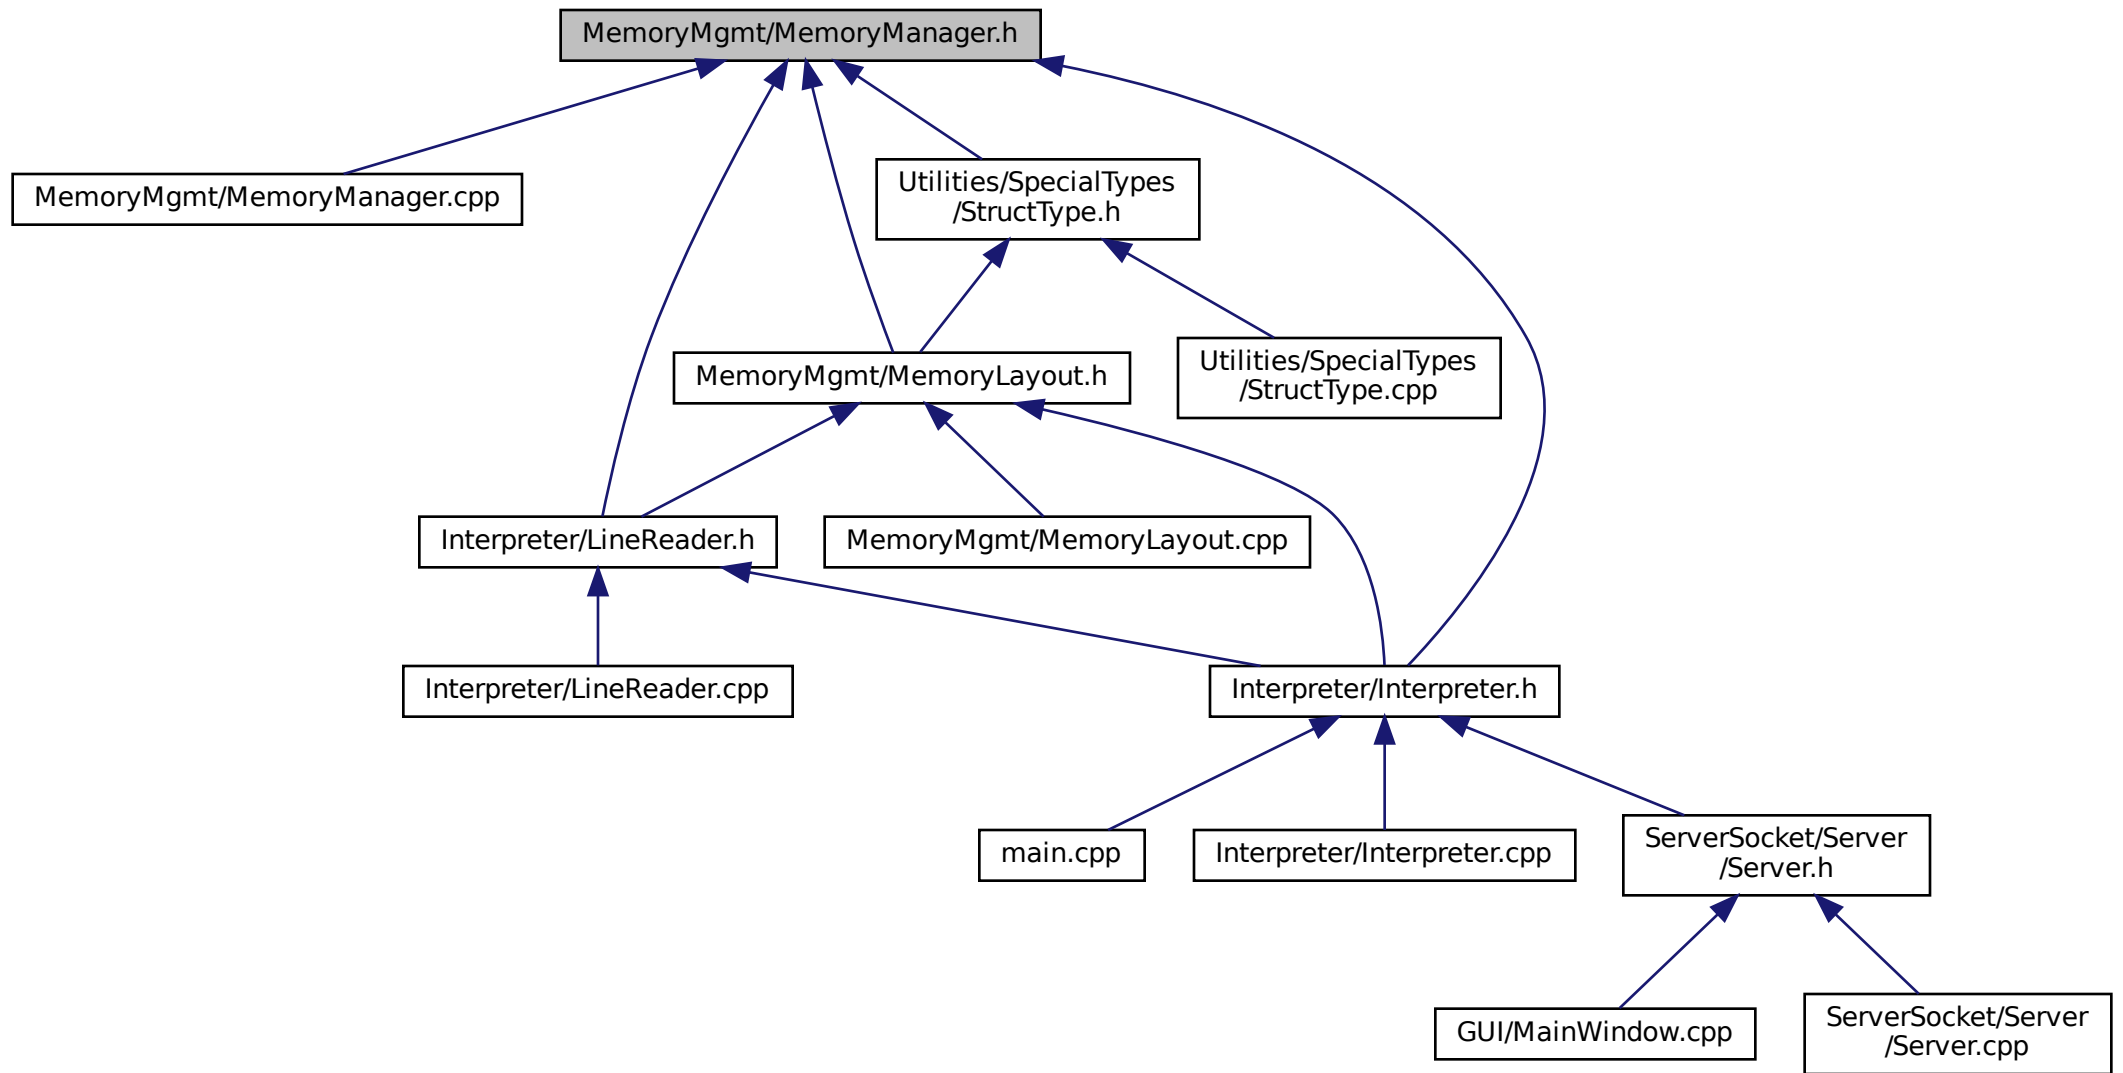 MemoryMgmt/MemoryManager.h
MemoryMgmt/MemoryManager.cpp
Utilities/SpecialTypes
/StructType.h
MemoryMgmt/MemoryLayout.h
Utilities/SpecialTypes
/StructType.cpp
Interpreter/LineReader.h
MemoryMgmt/MemoryLayout.cpp
Interpreter/LineReader.cpp
Interpreter/Interpreter.h
main.cpp
Interpreter/Interpreter.cpp
ServerSocket/Server
/Server.h
GUI/MainWindow.cpp
ServerSocket/Server
/Server.cpp